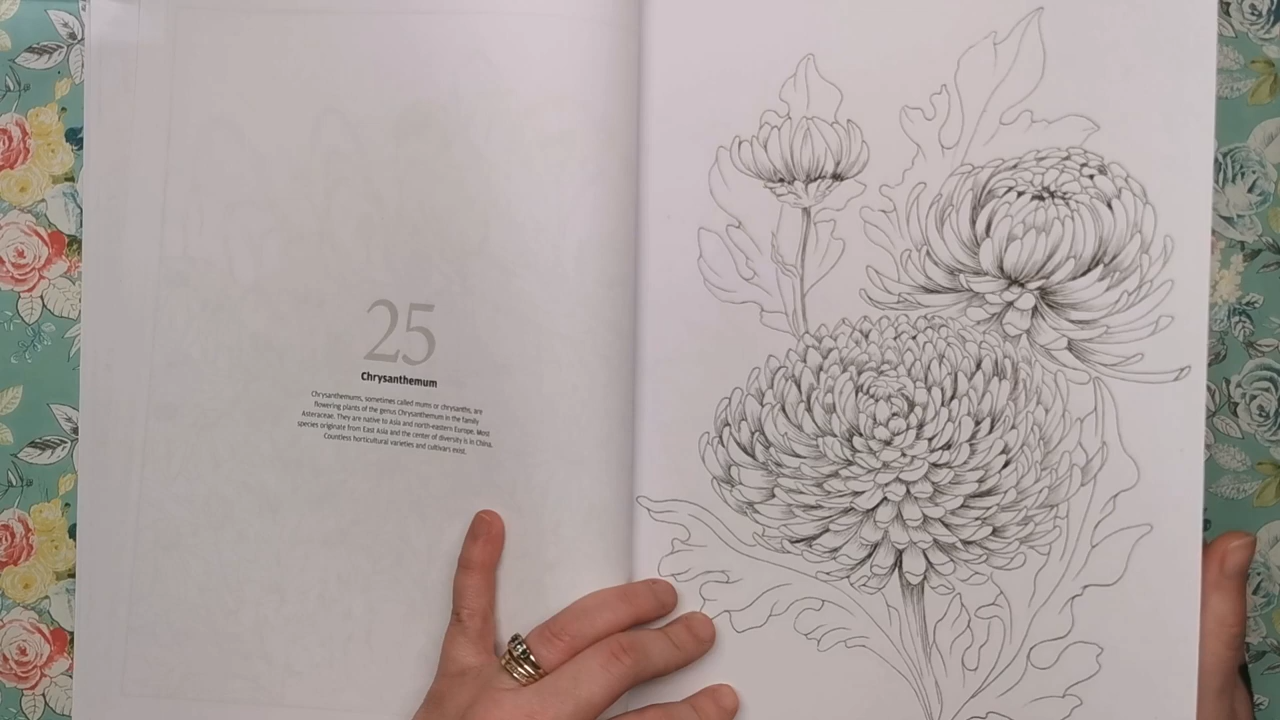 25
Chrysanthemum
Chrysanthemums, sometimes called mums or chrysanths, are
flowering plants of the genus Chrysanthemum in the family
Asteraceae. They are native to Asia and north-eastern Europe. Most
species originate from East Asia and the center of diversity is in China.
Countless horticultural varieties and cultivars exist.